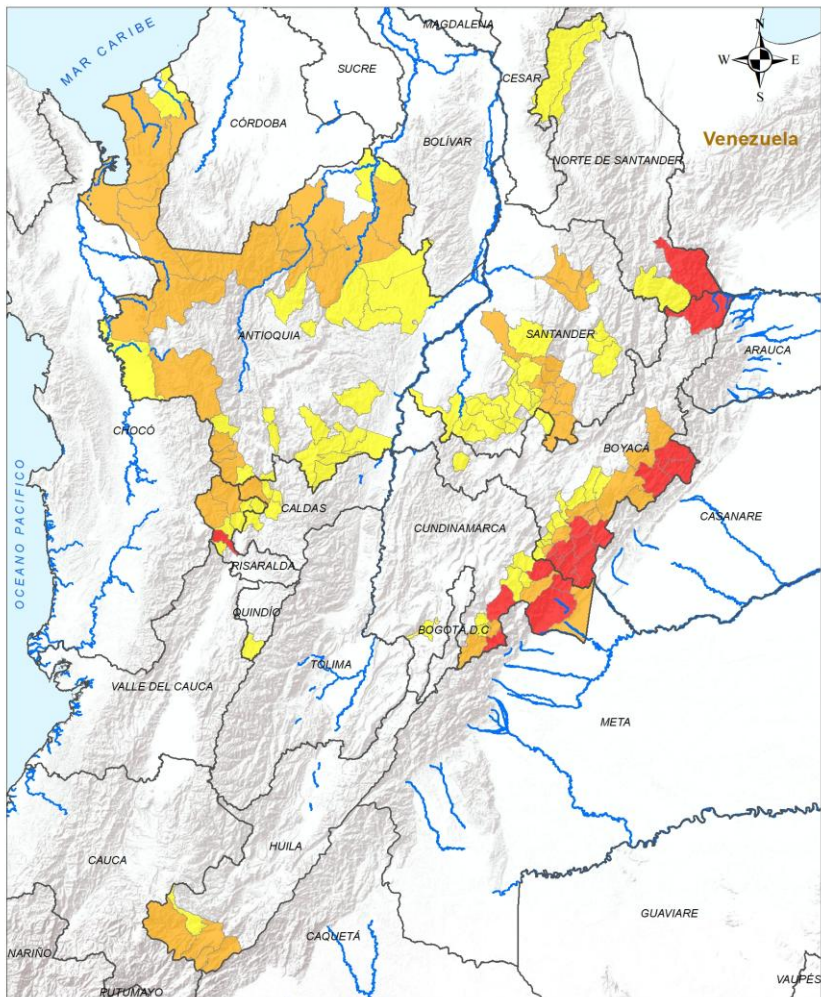 MAGDALENA
N
MAR CARIBE
SUCRE
CESAR
W
E
S
CÓRDOBA
BOLÍVAR
Venezuela
NORTE DE SANTANDER
ANTIOQUIA
SANTANDER
ARAUCA
CHOCÓ
BOYACÁ
OCEANO PACIFICO
CALDAS
CUNDINAMARCA
CASANARE
RISARALDA
QUINDÍO
BOGOTÁ D.C
TOLIMA
VALLE DEL CAUCA
META
HUILA
CAUCA
GUAVIARE
CAQUETÁ
NARIÑO
VAUPÉS
PUTUMAYO